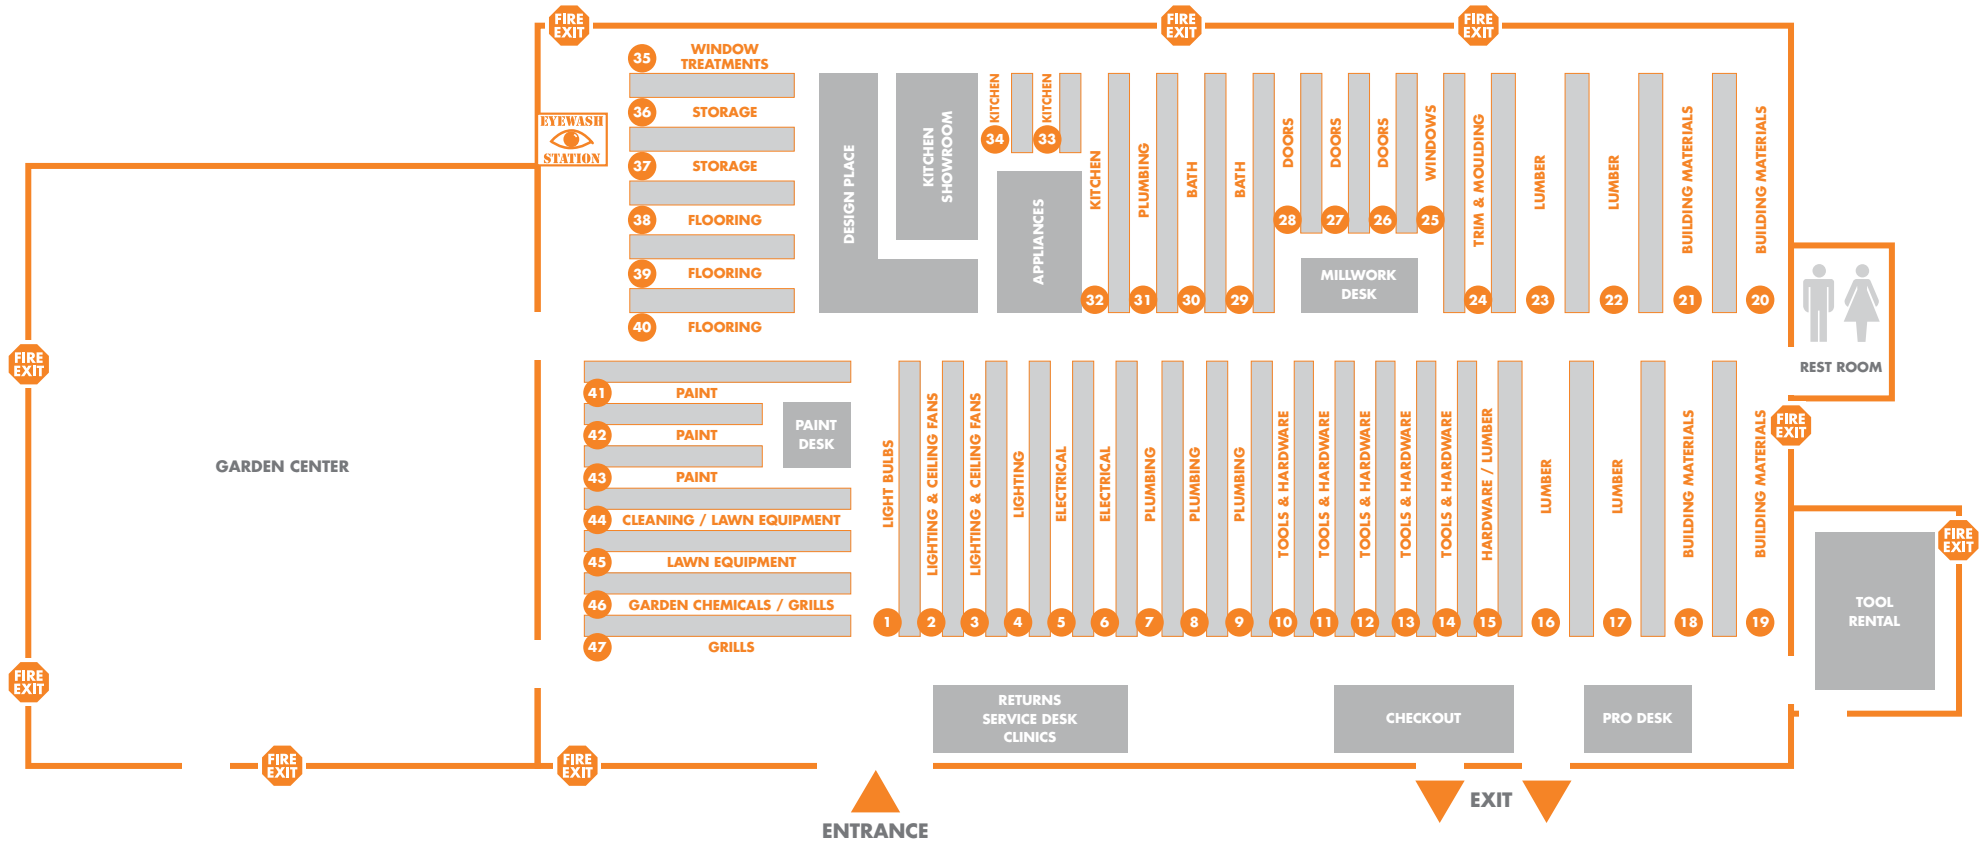 FIRE
EXIT
FIRE
EXIT
FIRE
EXIT
35 WINDOW
TREATMENTS
36 STORAGE
37 STORAGE
38 FLOORING
39 FLOORING
40 FLOORING
EYEWASH
STATION
DESIGN PLACE
KITCHEN
SHOWROOM
KITCHEN 34
KITCHEN 33
APPLIANCES
KITCHEN 32
PLUMBING 31
BATH 30
BATH 29
DOORS 28
DOORS 27
DOORS 26
WINDOWS 25
MILLWORK
DESK
TRIM & MOULDING 24
LUMBER 23
LUMBER 22
BUILDING MATERIALS 21
BUILDING MATERIALS 20
REST ROOM
FIRE
EXIT
FIRE
EXIT
GARDEN CENTER
41 PAINT
42 PAINT
43 PAINT
44 CLEANING / LAWN EQUIPMENT
45 LAWN EQUIPMENT
46 GARDEN CHEMICALS / GRILLS
47 GRILLS
PAINT
DESK
LIGHT BULBS 1
LIGHTING & CEILING FANS 2
LIGHTING & CEILING FANS 3
LIGHTING 4
ELECTRICAL 5
ELECTRICAL 6
PLUMBING 7
PLUMBING 8
PLUMBING 9
TOOLS & HARDWARE 10
TOOLS & HARDWARE 11
TOOLS & HARDWARE 12
TOOLS & HARDWARE 13
TOOLS & HARDWARE 14
HARDWARE / LUMBER 15
LUMBER 16
LUMBER 17
BUILDING MATERIALS 18
BUILDING MATERIALS 19
FIRE
EXIT
TOOL
RENTAL
FIRE
EXIT
RETURNS
SERVICE DESK
CLINICS
CHECKOUT
PRO DESK
FIRE
EXIT
FIRE
EXIT
EXIT
ENTRANCE